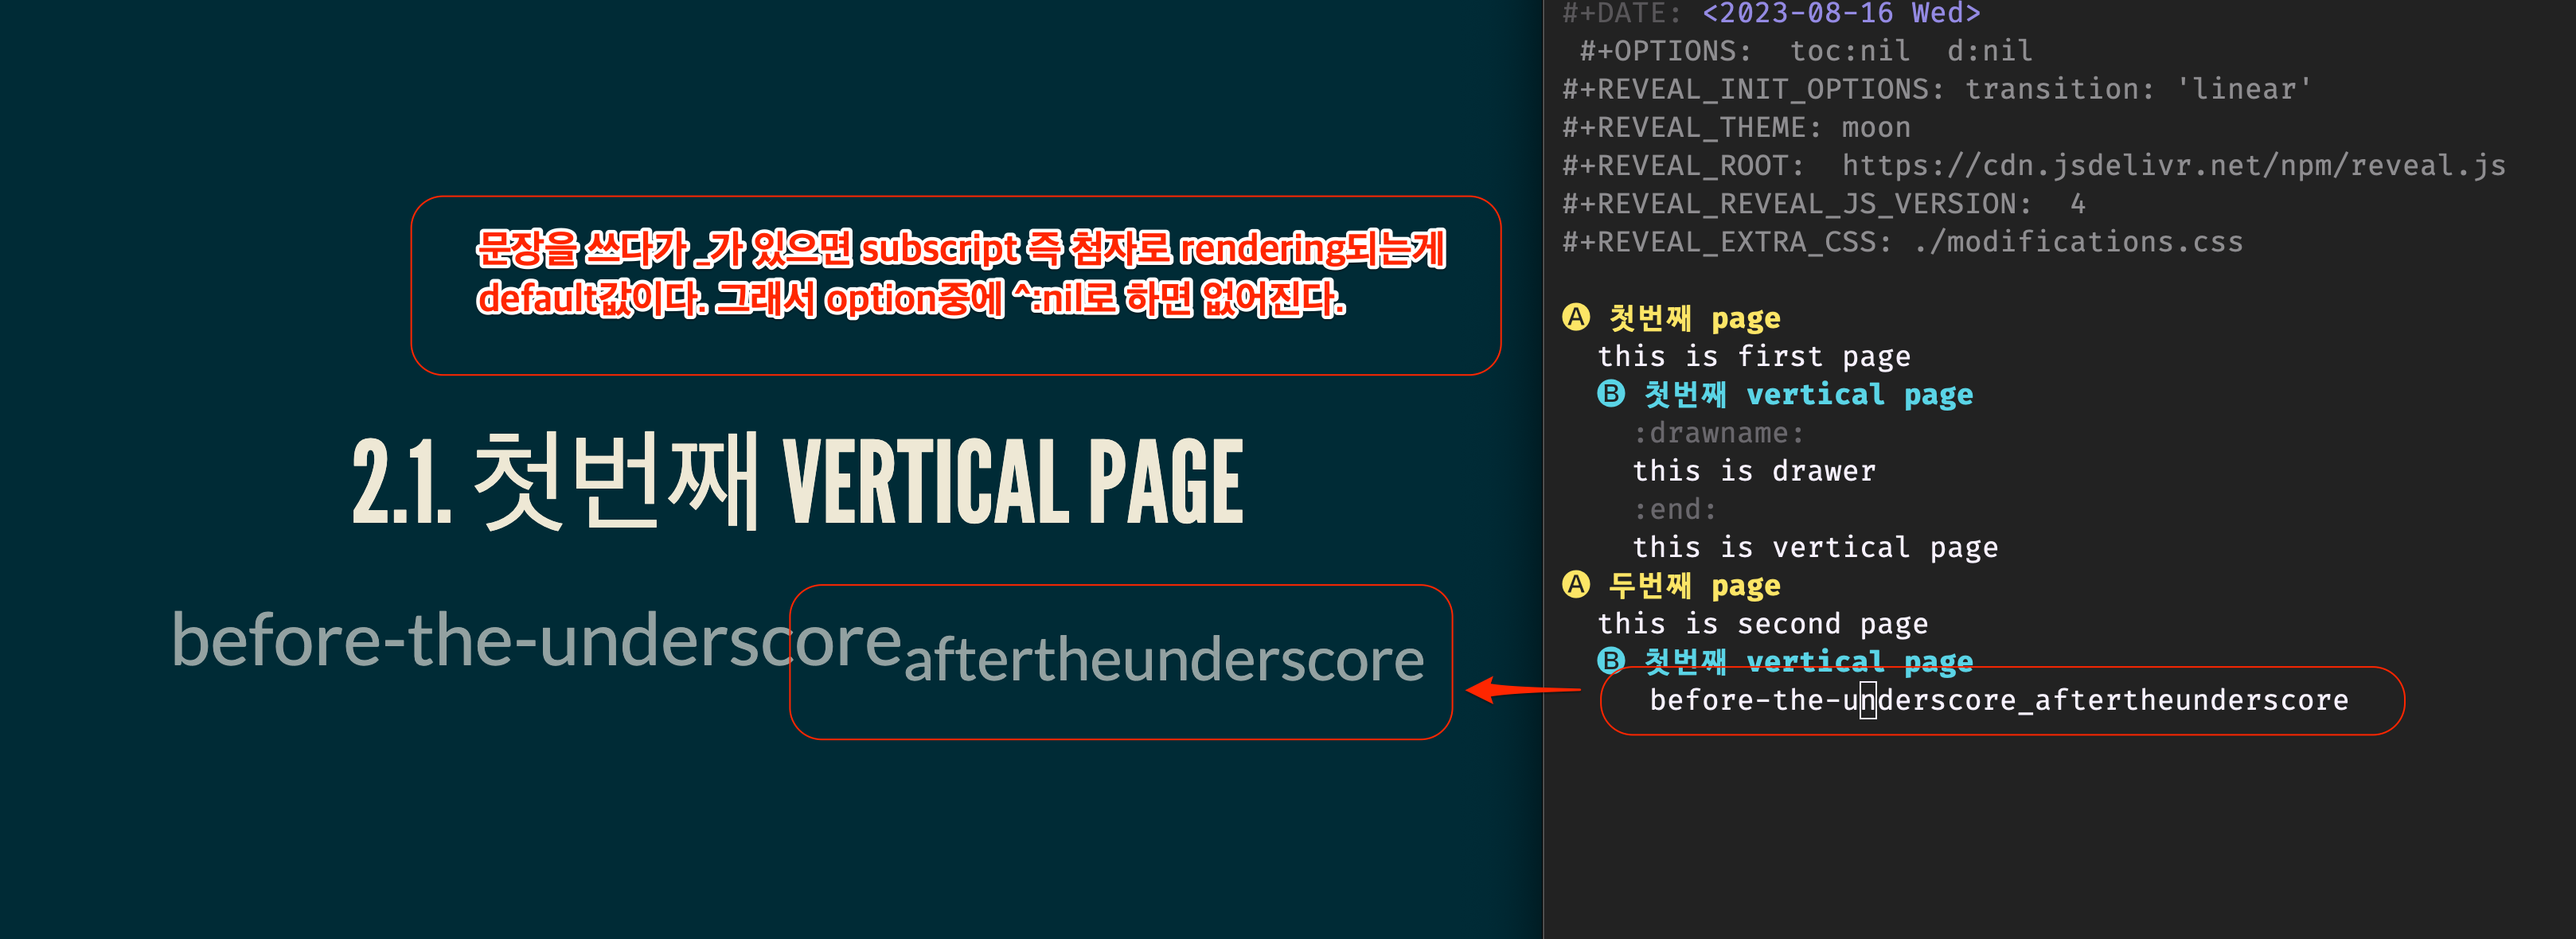 문장을 쓰다가 _가 있으면 subscript 즉 첨자로 rendering되는게
default값이다. 그래서 option중에 ^:nil로 하면 없어진다.
2.1. 첫번째 VERTICAL PAGE
before-the-underscoreaftertheunderscore
#+DATE: <2023-08-16 Wed>
#+OPTIONS:  toc:nil  d:nil
#+REVEAL_INIT_OPTIONS: transition: 'linear'
#+REVEAL_THEME: moon
#+REVEAL_ROOT:  https://cdn.jsdelivr.net/npm/reveal.js
#+REVEAL_REVEAL_JS_VERSION:  4
#+REVEAL_EXTRA_CSS: ./modifications.css
A 첫번째 page
this is first page
B 첫번째 vertical page
:drawname:
this is drawer
:end:
this is vertical page
A 두번째 page
this is second page
B 첫번째 vertical page
before-the-underscore_aftertheunderscore